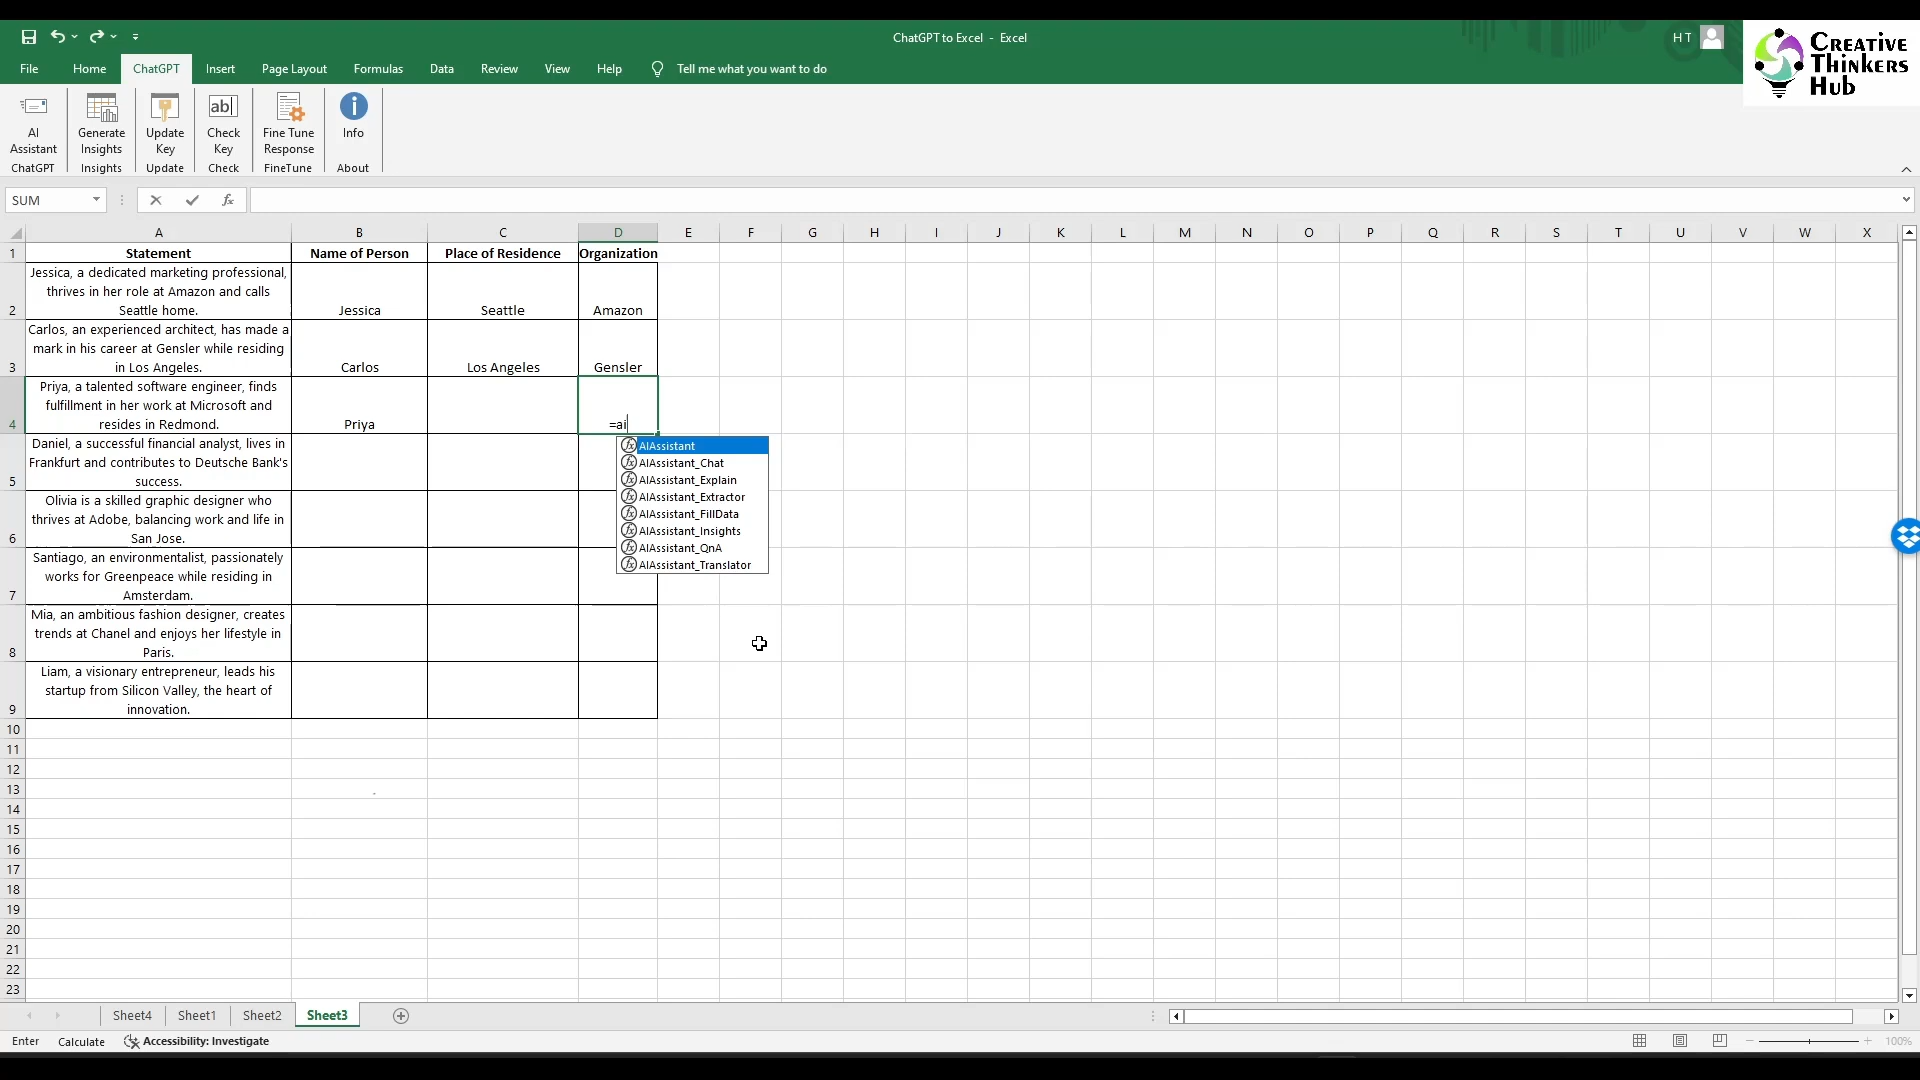 ChatGPT to Excel - Excel
H T
CREATIVE
THINKERS
HUB
File Home ChatGPT Insert Page Layout Formulas Data Review View Help Tell me what you want to do
AI Assistant
ChatGPT
Generate Insights
Insights
Update Key
Update
ab|
Check Key
Check
Fine Tune Response
FineTune
Info
About
SUM
fx
A B C D E F G H I J K L M N O P Q R S T U V W X
1 Statement Name of Person Place of Residence Organization
Jessica, a dedicated marketing professional,
thrives in her role at Amazon and calls
2 Seattle home. Jessica Seattle Amazon
Carlos, an experienced architect, has made a
mark in his career at Gensler while residing
3 in Los Angeles. Carlos Los Angeles Gensler
Priya, a talented software engineer, finds
fulfillment in her work at Microsoft and
4 resides in Redmond. Priya =ai
AIAssistant
AIAssistant_Chat
AIAssistant_Explain
AIAssistant_Extractor
AIAssistant_FillData
AIAssistant_Insights
AIAssistant_QnA
AIAssistant_Translator
Daniel, a successful financial analyst, lives in
Frankfurt and contributes to Deutsche Bank's
5 success.
Olivia is a skilled graphic designer who
thrives at Adobe, balancing work and life in
6 San Jose.
Santiago, an environmentalist, passionately
works for Greenpeace while residing in
7 Amsterdam.
Mia, an ambitious fashion designer, creates
trends at Chanel and enjoys her lifestyle in
8 Paris.
Liam, a visionary entrepreneur, leads his
startup from Silicon Valley, the heart of
9 innovation.
10
11
12
13
14
15
16
17
18
19
20
21
22
23
Sheet4 Sheet1 Sheet2 Sheet3
Enter Calculate Accessibility: Investigate 100%